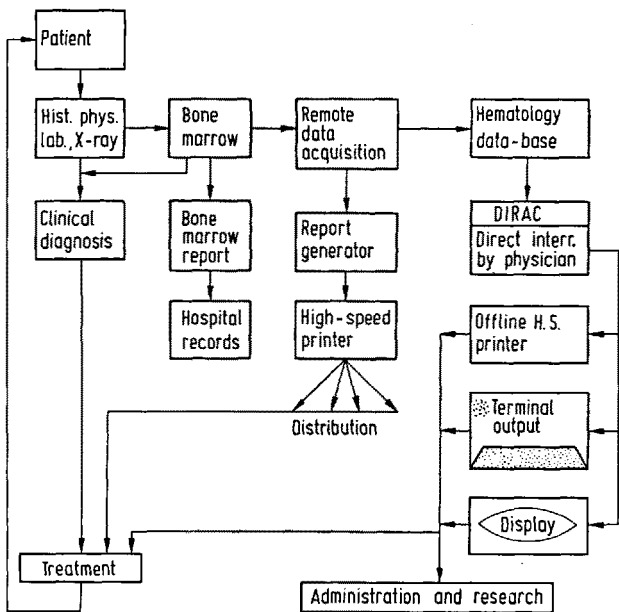 Patient
Hist. phys.
lab., X-ray
Bone
marrow
Remote
data
acquisition
Hematology
data-base
Clinical
diagnosis
Bone
marrow
report
Report
generator
DIRAC
Direct interr.
by physician
Hospital
records
High-speed
printer
Offline H.S.
printer
Distribution
Terminal
output
Display
Treatment
Administration and research